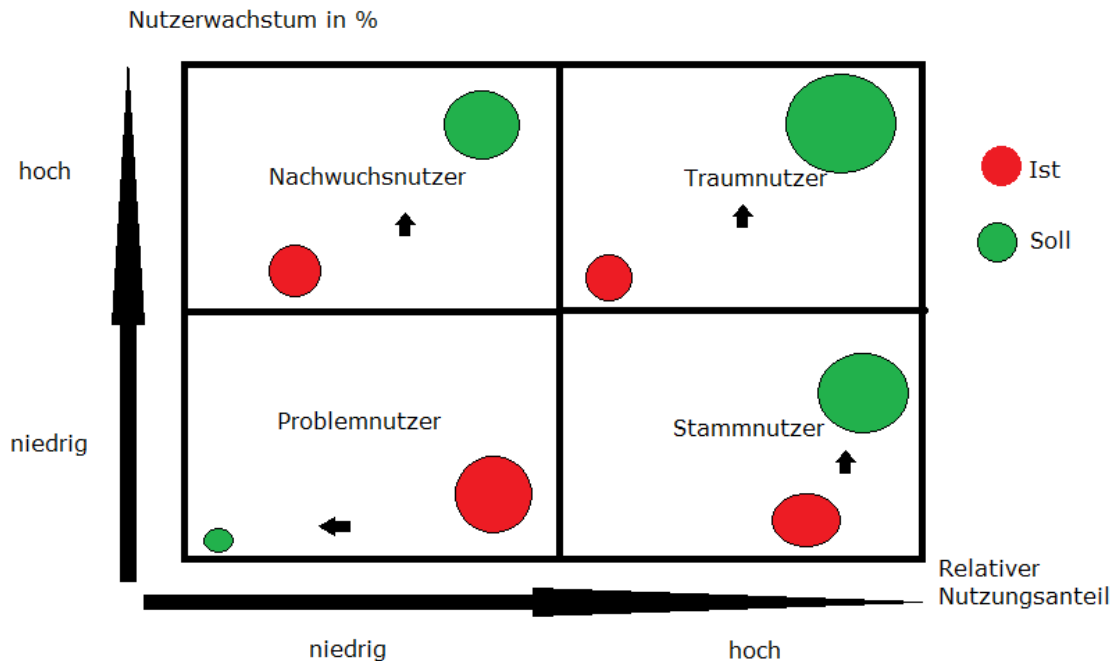 Nutzerwachstum in %
hoch
Nachwuchsnutzer
Traumnutzer
Ist
Soll
niedrig
Problemnutzer
Stammnutzer
Relativer
Nutzungsanteil
niedrig
hoch